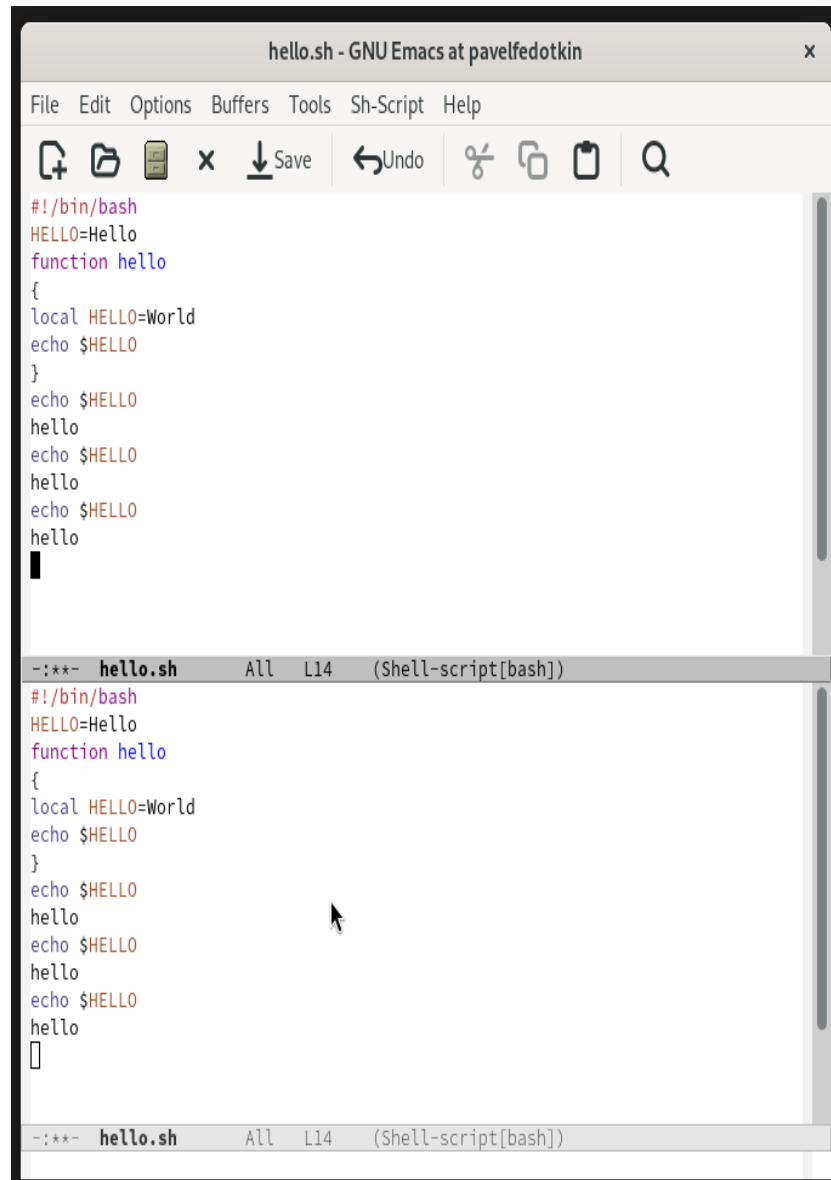 hello.sh - GNU Emacs at pavelfedotkin x
File Edit Options Buffers Tools Sh-Script Help
Save Undo
#!/bin/bash
HELLO=Hello
function hello
{
local HELLO=World
echo $HELLO
}
echo $HELLO
hello
echo $HELLO
hello
echo $HELLO
hello
-:**- hello.sh All L14 (Shell-script[bash])
#!/bin/bash
HELLO=Hello
function hello
{
local HELLO=World
echo $HELLO
}
echo $HELLO
hello
echo $HELLO
hello
echo $HELLO
hello
-:**- hello.sh All L14 (Shell-script[bash])